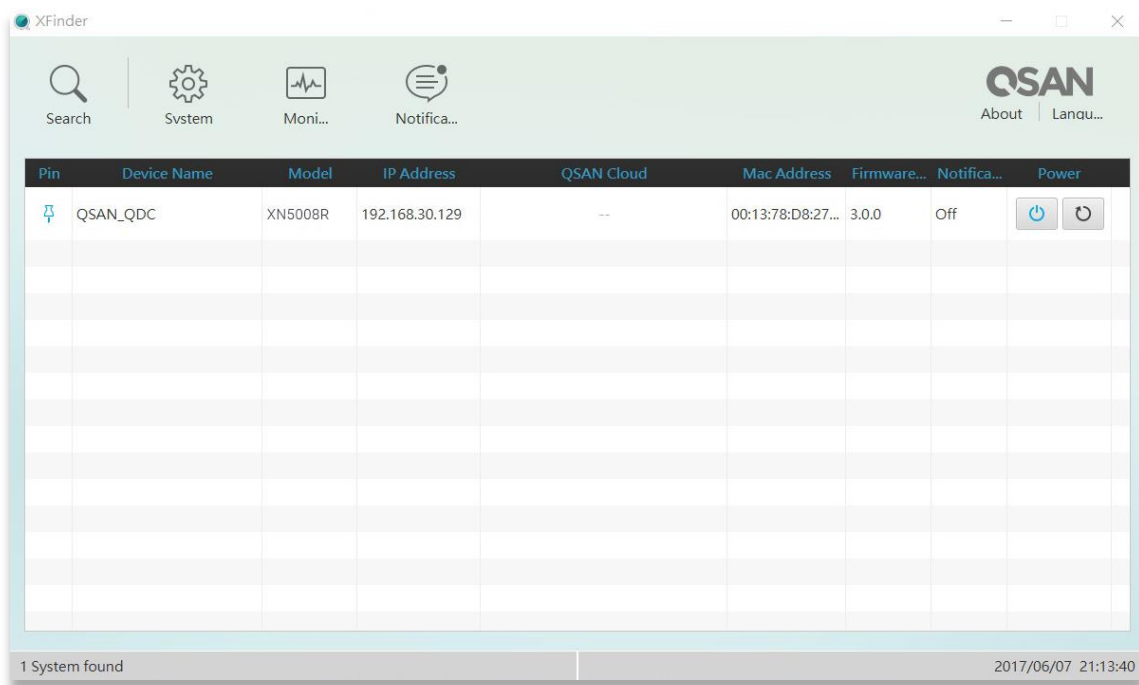 XFinder
Search System Moni... Notifica...
QSAN
About Langu...
Pin Device Name Model IP Address QSAN Cloud Mac Address Firmware... Notifica... Power
QSAN_QDC XN5008R 192.168.30.129 -- 00:13:78:D8:27... 3.0.0 Off
1 System found 2017/06/07 21:13:40